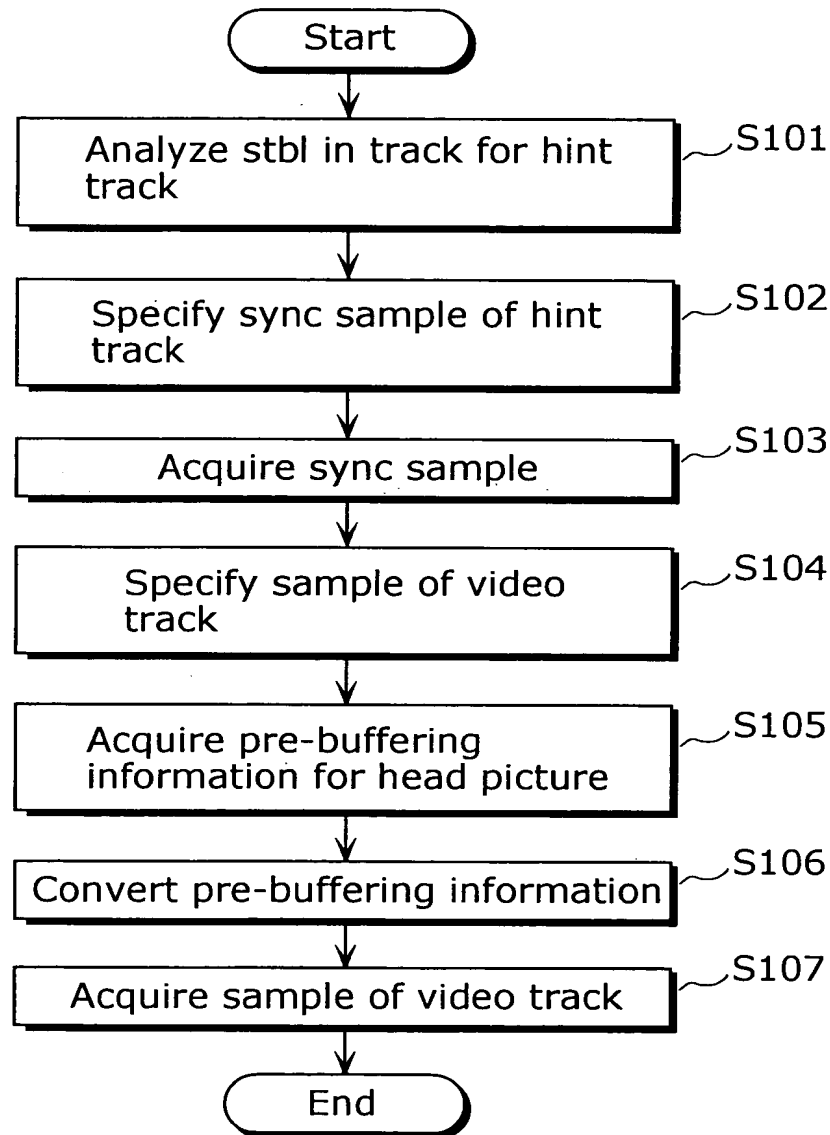 Start
Analyze stbl in track for hint
track
S101
Specify sync sample of hint
track
S102
Acquire sync sample
S103
Specify sample of video
track
S104
Acquire pre-buffering
information for head picture
S105
Convert pre-buffering information
S106
Acquire sample of video track
S107
End